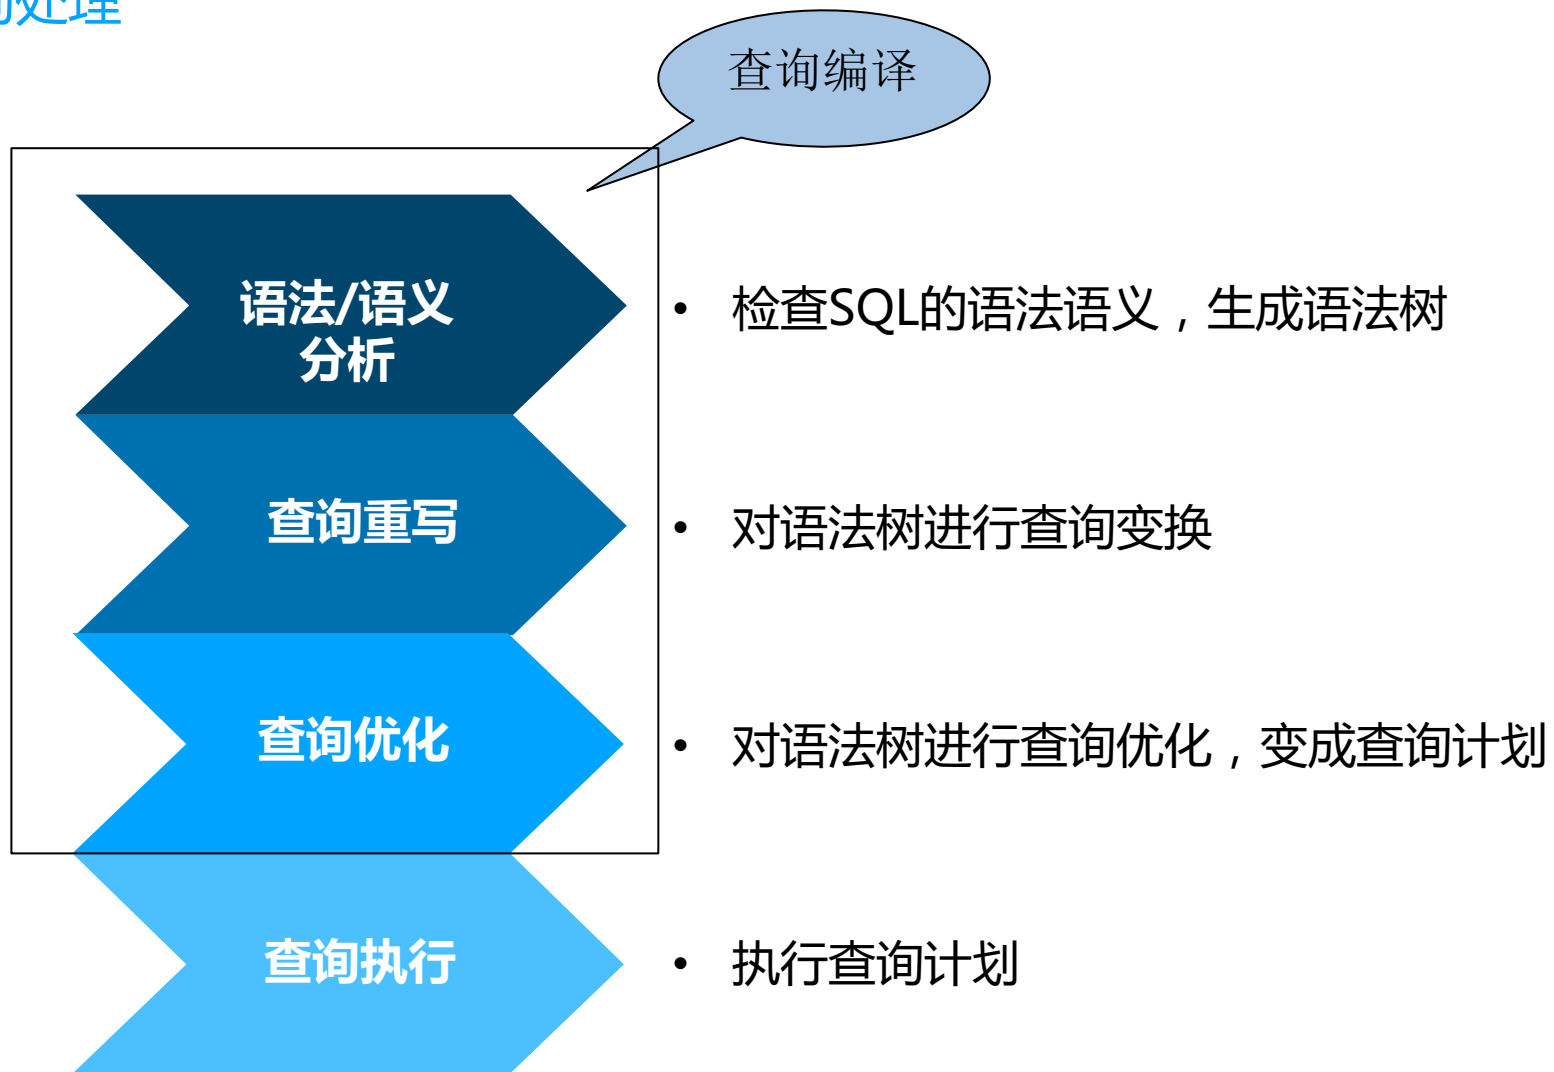 询处理
查询编译
语法/语义
分析
• 检查SQL的语法语义，生成语法树
查询重写
• 对语法树进行查询变换
查询优化
• 对语法树进行查询优化，变成查询计划
查询执行
• 执行查询计划